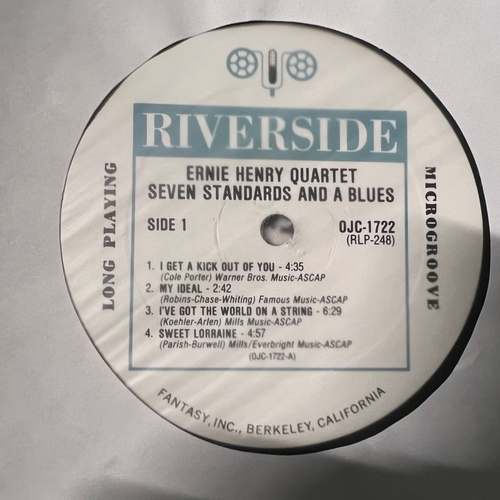 RIVERSIDE
ERNIE HENRY QUARTET
SEVEN STANDARDS AND A BLUES
SIDE 1
OJC-1722
(RLP-248)
LONG PLAYING
MICROGROOVE
1. I GET A KICK OUT OF YOU - 4:35
(Cole Porter) Warner Bros. Music-ASCAP
2. MY IDEAL - 2:42
(Robins-Chase-Whiting) Famous Music-ASCAP
3. I'VE GOT THE WORLD ON A STRING - 6:29
(Koehler-Arlen) Mills Music-ASCAP
4. SWEET LORRAINE - 4:57
(Parish-Burwell) Mills/Everbright Music-ASCAP
(OJC-1722-A)
FANTASY, INC., BERKELEY, CALIFORNIA